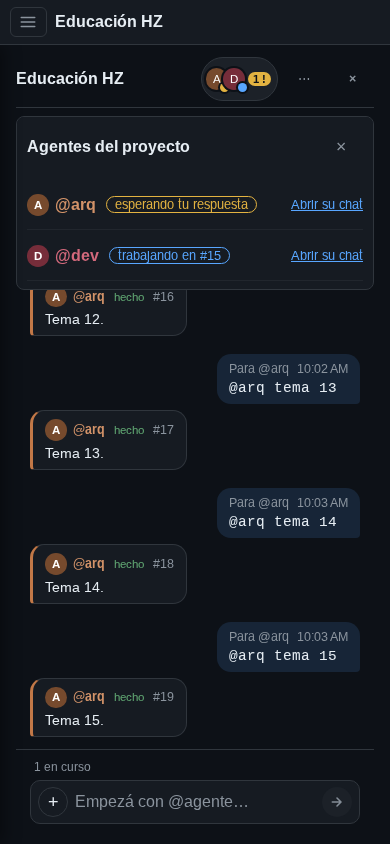 Educación HZ
Educación HZ
A D 1 ! ... ×
Agentes del proyecto ×
A @arq esperando tu respuesta Abrir su chat
D @dev trabajando en #15 Abrir su chat
A @arq hecho #16
Tema 12.
Para @arq 10:02 AM
@arq tema 13
A @arq hecho #17
Tema 13.
Para @arq 10:03 AM
@arq tema 14
A @arq hecho #18
Tema 14.
Para @arq 10:03 AM
@arq tema 15
A @arq hecho #19
Tema 15.
1 en curso
+ Empezá con @agente…